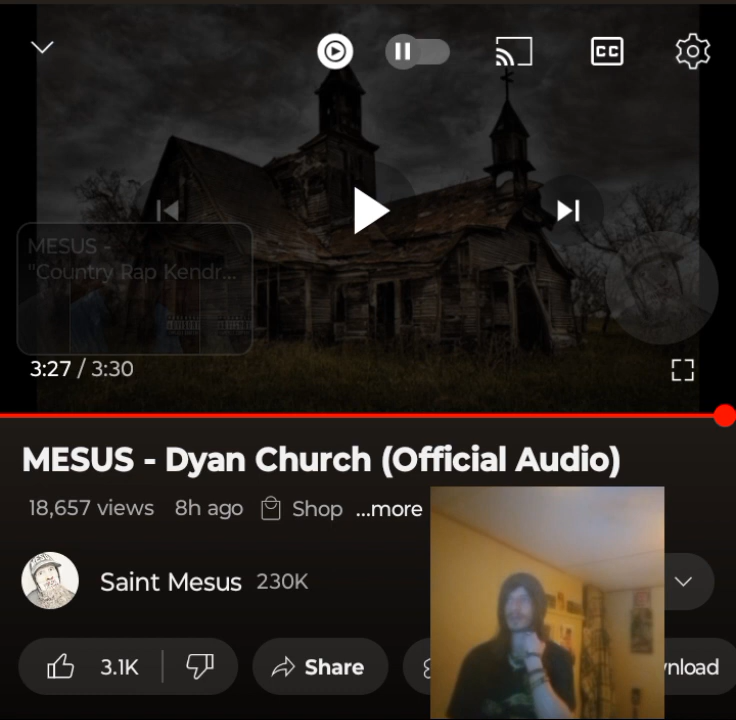 CC
MESUS -
"Country Rap Kendr...
3:27 / 3:30
MESUS - Dyan Church (Official Audio)
18,657 views 8h ago Shop ...more
Saint Mesus 230K
3.1K Share nload